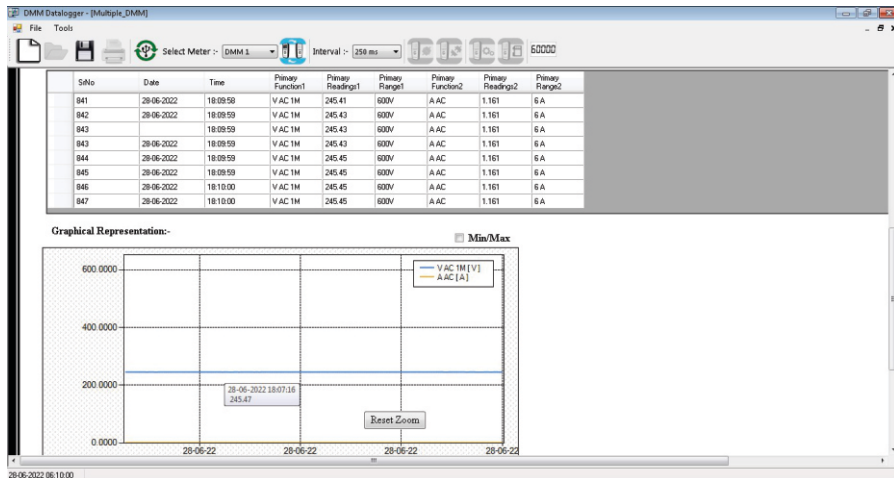 DMM Datalogger - [Multiple_DMM]
File Tools
Select Meter :- DMM 1 Interval :- 250 ms 60000
SrNo Date Time Primary Function1 Primary Readings1 Primary Range1 Primary Function2 Primary Readings2 Primary Range2
841 28-06-2022 18:09:58 V AC 1M 245.41 600V A AC 1.161 6 A
842 28-06-2022 18:09:59 V AC 1M 245.43 600V A AC 1.161 6 A
843 18:09:59 V AC 1M 245.43 600V A AC 1.161 6 A
843 28-06-2022 18:09:59 V AC 1M 245.43 600V A AC 1.161 6 A
844 28-06-2022 18:09:59 V AC 1M 245.45 600V A AC 1.161 6 A
845 28-06-2022 18:09:59 V AC 1M 245.45 600V A AC 1.161 6 A
846 28-06-2022 18:10:00 V AC 1M 245.45 600V A AC 1.161 6 A
847 28-06-2022 18:10:00 V AC 1M 245.45 600V A AC 1.161 6 A
Graphical Representation:-
Min/Max
600.0000
V AC 1M [V]
A AC [A]
400.0000
200.0000
28-06-2022 18:07:16
245.47
Reset Zoom
0.0000
28-06-22 28-06-22 28-06-22 28-06-22
28-06-2022 06:10:00